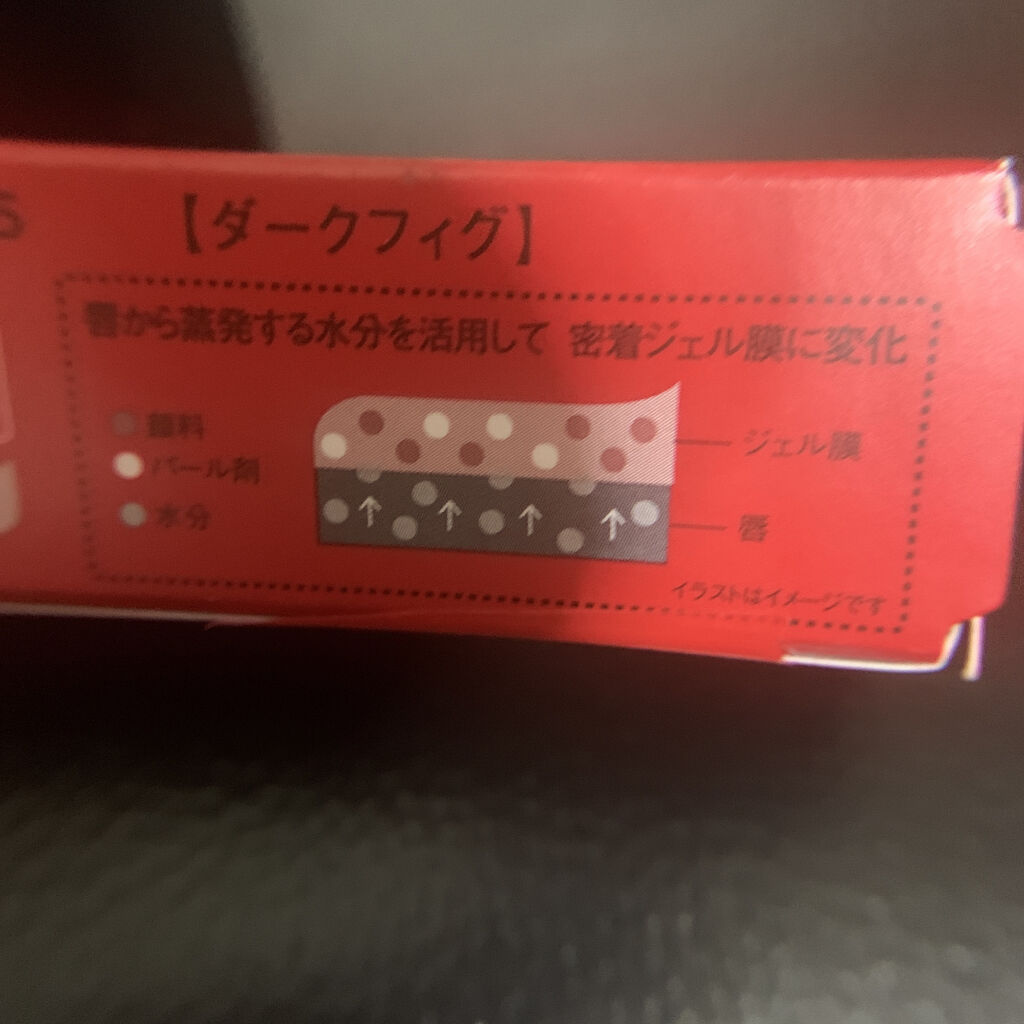 5
【ダークフィグ】
唇から蒸発する水分を活用して 密着ジェル膜に変化
顔料
パール剤
水分
ジェル膜
唇
イラストはイメージです